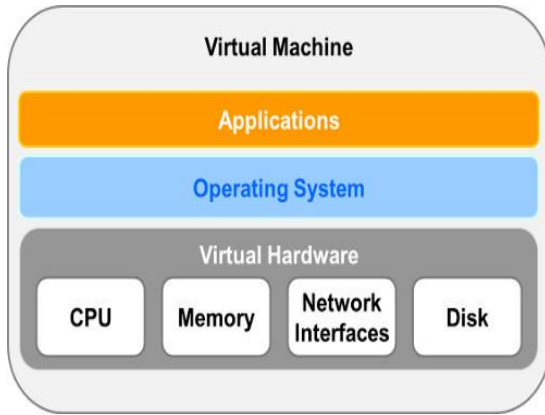 Virtual Machine
Applications
Operating System
Virtual Hardware
CPU
Memory
Network
Interfaces
Disk